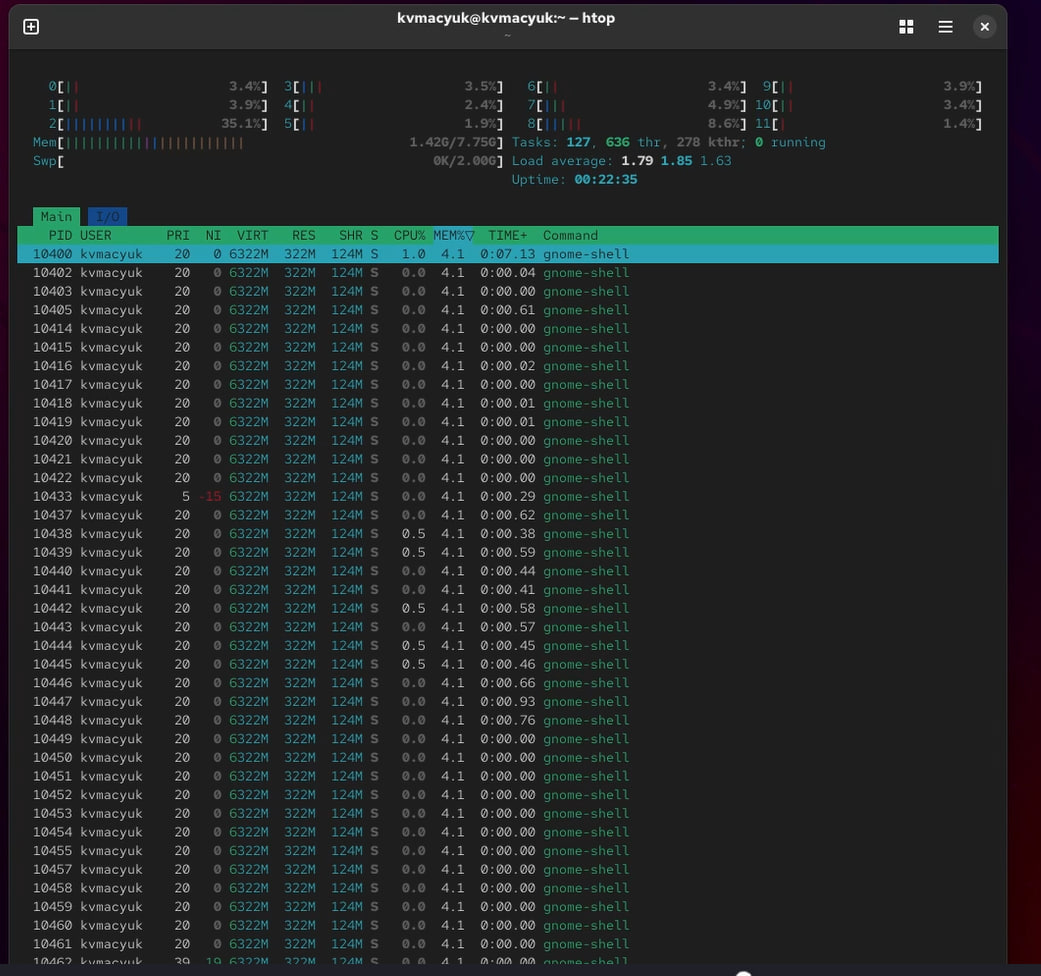 kvmacyuk@kvmacyuk:~ — htop
~
0[|| 3.4%] 3[||| 3.5%] 6[|| 3.4%] 9[|| 3.9%]
1[|| 3.9%] 4[|| 2.4%] 7[||| 4.9%] 10[|| 3.4%]
2[|||||||||| 35.1%] 5[|| 1.9%] 8[||||| 8.6%] 11[| 1.4%]
Mem[||||||||||||||||||||||| 1.42G/7.75G] Tasks: 127, 636 thr, 278 kthr; 0 running
Swp[ 0K/2.00G] Load average: 1.79 1.85 1.63
Uptime: 00:22:35
Main I/O
PID USER PRI NI VIRT RES SHR S CPU% MEM%▽ TIME+ Command
10400 kvmacyuk 20 0 6322M 322M 124M S 1.0 4.1 0:07.13 gnome-shell
10402 kvmacyuk 20 0 6322M 322M 124M S 0.0 4.1 0:00.04 gnome-shell
10403 kvmacyuk 20 0 6322M 322M 124M S 0.0 4.1 0:00.00 gnome-shell
10405 kvmacyuk 20 0 6322M 322M 124M S 0.0 4.1 0:00.61 gnome-shell
10414 kvmacyuk 20 0 6322M 322M 124M S 0.0 4.1 0:00.00 gnome-shell
10415 kvmacyuk 20 0 6322M 322M 124M S 0.0 4.1 0:00.00 gnome-shell
10416 kvmacyuk 20 0 6322M 322M 124M S 0.0 4.1 0:00.02 gnome-shell
10417 kvmacyuk 20 0 6322M 322M 124M S 0.0 4.1 0:00.00 gnome-shell
10418 kvmacyuk 20 0 6322M 322M 124M S 0.0 4.1 0:00.01 gnome-shell
10419 kvmacyuk 20 0 6322M 322M 124M S 0.0 4.1 0:00.01 gnome-shell
10420 kvmacyuk 20 0 6322M 322M 124M S 0.0 4.1 0:00.00 gnome-shell
10421 kvmacyuk 20 0 6322M 322M 124M S 0.0 4.1 0:00.00 gnome-shell
10422 kvmacyuk 20 0 6322M 322M 124M S 0.0 4.1 0:00.00 gnome-shell
10433 kvmacyuk 5 -15 6322M 322M 124M S 0.0 4.1 0:00.29 gnome-shell
10437 kvmacyuk 20 0 6322M 322M 124M S 0.0 4.1 0:00.62 gnome-shell
10438 kvmacyuk 20 0 6322M 322M 124M S 0.5 4.1 0:00.38 gnome-shell
10439 kvmacyuk 20 0 6322M 322M 124M S 0.5 4.1 0:00.59 gnome-shell
10440 kvmacyuk 20 0 6322M 322M 124M S 0.0 4.1 0:00.44 gnome-shell
10441 kvmacyuk 20 0 6322M 322M 124M S 0.0 4.1 0:00.41 gnome-shell
10442 kvmacyuk 20 0 6322M 322M 124M S 0.5 4.1 0:00.58 gnome-shell
10443 kvmacyuk 20 0 6322M 322M 124M S 0.0 4.1 0:00.57 gnome-shell
10444 kvmacyuk 20 0 6322M 322M 124M S 0.5 4.1 0:00.45 gnome-shell
10445 kvmacyuk 20 0 6322M 322M 124M S 0.5 4.1 0:00.46 gnome-shell
10446 kvmacyuk 20 0 6322M 322M 124M S 0.0 4.1 0:00.66 gnome-shell
10447 kvmacyuk 20 0 6322M 322M 124M S 0.0 4.1 0:00.93 gnome-shell
10448 kvmacyuk 20 0 6322M 322M 124M S 0.0 4.1 0:00.76 gnome-shell
10449 kvmacyuk 20 0 6322M 322M 124M S 0.0 4.1 0:00.00 gnome-shell
10450 kvmacyuk 20 0 6322M 322M 124M S 0.0 4.1 0:00.00 gnome-shell
10451 kvmacyuk 20 0 6322M 322M 124M S 0.0 4.1 0:00.00 gnome-shell
10452 kvmacyuk 20 0 6322M 322M 124M S 0.0 4.1 0:00.00 gnome-shell
10453 kvmacyuk 20 0 6322M 322M 124M S 0.0 4.1 0:00.00 gnome-shell
10454 kvmacyuk 20 0 6322M 322M 124M S 0.0 4.1 0:00.00 gnome-shell
10455 kvmacyuk 20 0 6322M 322M 124M S 0.0 4.1 0:00.00 gnome-shell
10457 kvmacyuk 20 0 6322M 322M 124M S 0.0 4.1 0:00.00 gnome-shell
10458 kvmacyuk 20 0 6322M 322M 124M S 0.0 4.1 0:00.00 gnome-shell
10459 kvmacyuk 20 0 6322M 322M 124M S 0.0 4.1 0:00.00 gnome-shell
10460 kvmacyuk 20 0 6322M 322M 124M S 0.0 4.1 0:00.00 gnome-shell
10461 kvmacyuk 20 0 6322M 322M 124M S 0.0 4.1 0:00.00 gnome-shell
10462 kvmacyuk 39 19 6322M 322M 124M S 0.0 4.1 0:00.00 gnome-shell